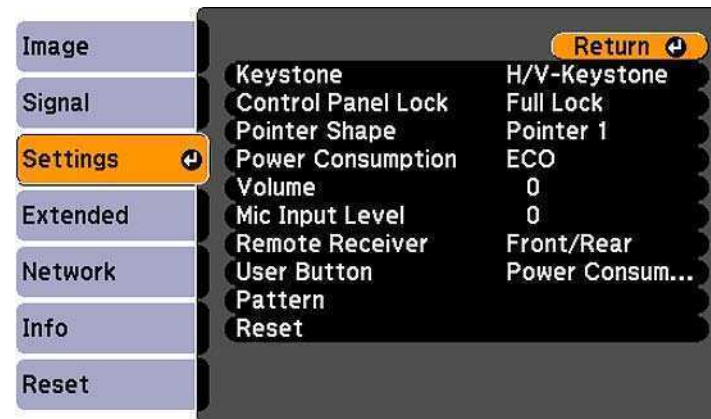 Image
Signal
Settings
Extended
Network
Info
Reset
Return
Keystone H/V-Keystone
Control Panel Lock Full Lock
Pointer Shape Pointer 1
Power Consumption ECO
Volume 0
Mic Input Level 0
Remote Receiver Front/Rear
User Button Power Consum...
Pattern
Reset